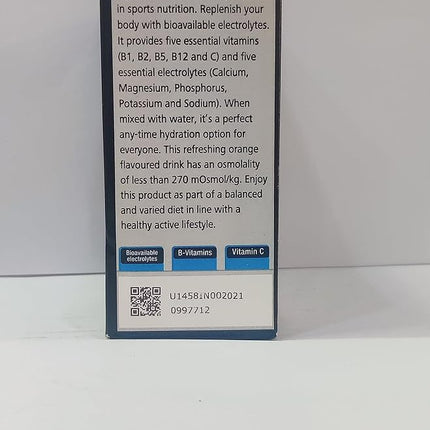 in sports nutrition. Replenish your
body with bioavailable electrolytes.
It provides five essential vitamins
(B1, B2, B5, B12 and C) and five
essential electrolytes (Calcium,
Magnesium, Phosphorus,
Potassium and Sodium). When
mixed with water, it's a perfect
any-time hydration option for
everyone. This refreshing orange
flavoured drink has an osmolality
of less than 270 mOsmol/kg. Enjoy
this product as part of a balanced
and varied diet in line with a
healthy active lifestyle.
Bioavailable
electrolytes
B-Vitamins
Vitamin C
U1458IN002021
0997712